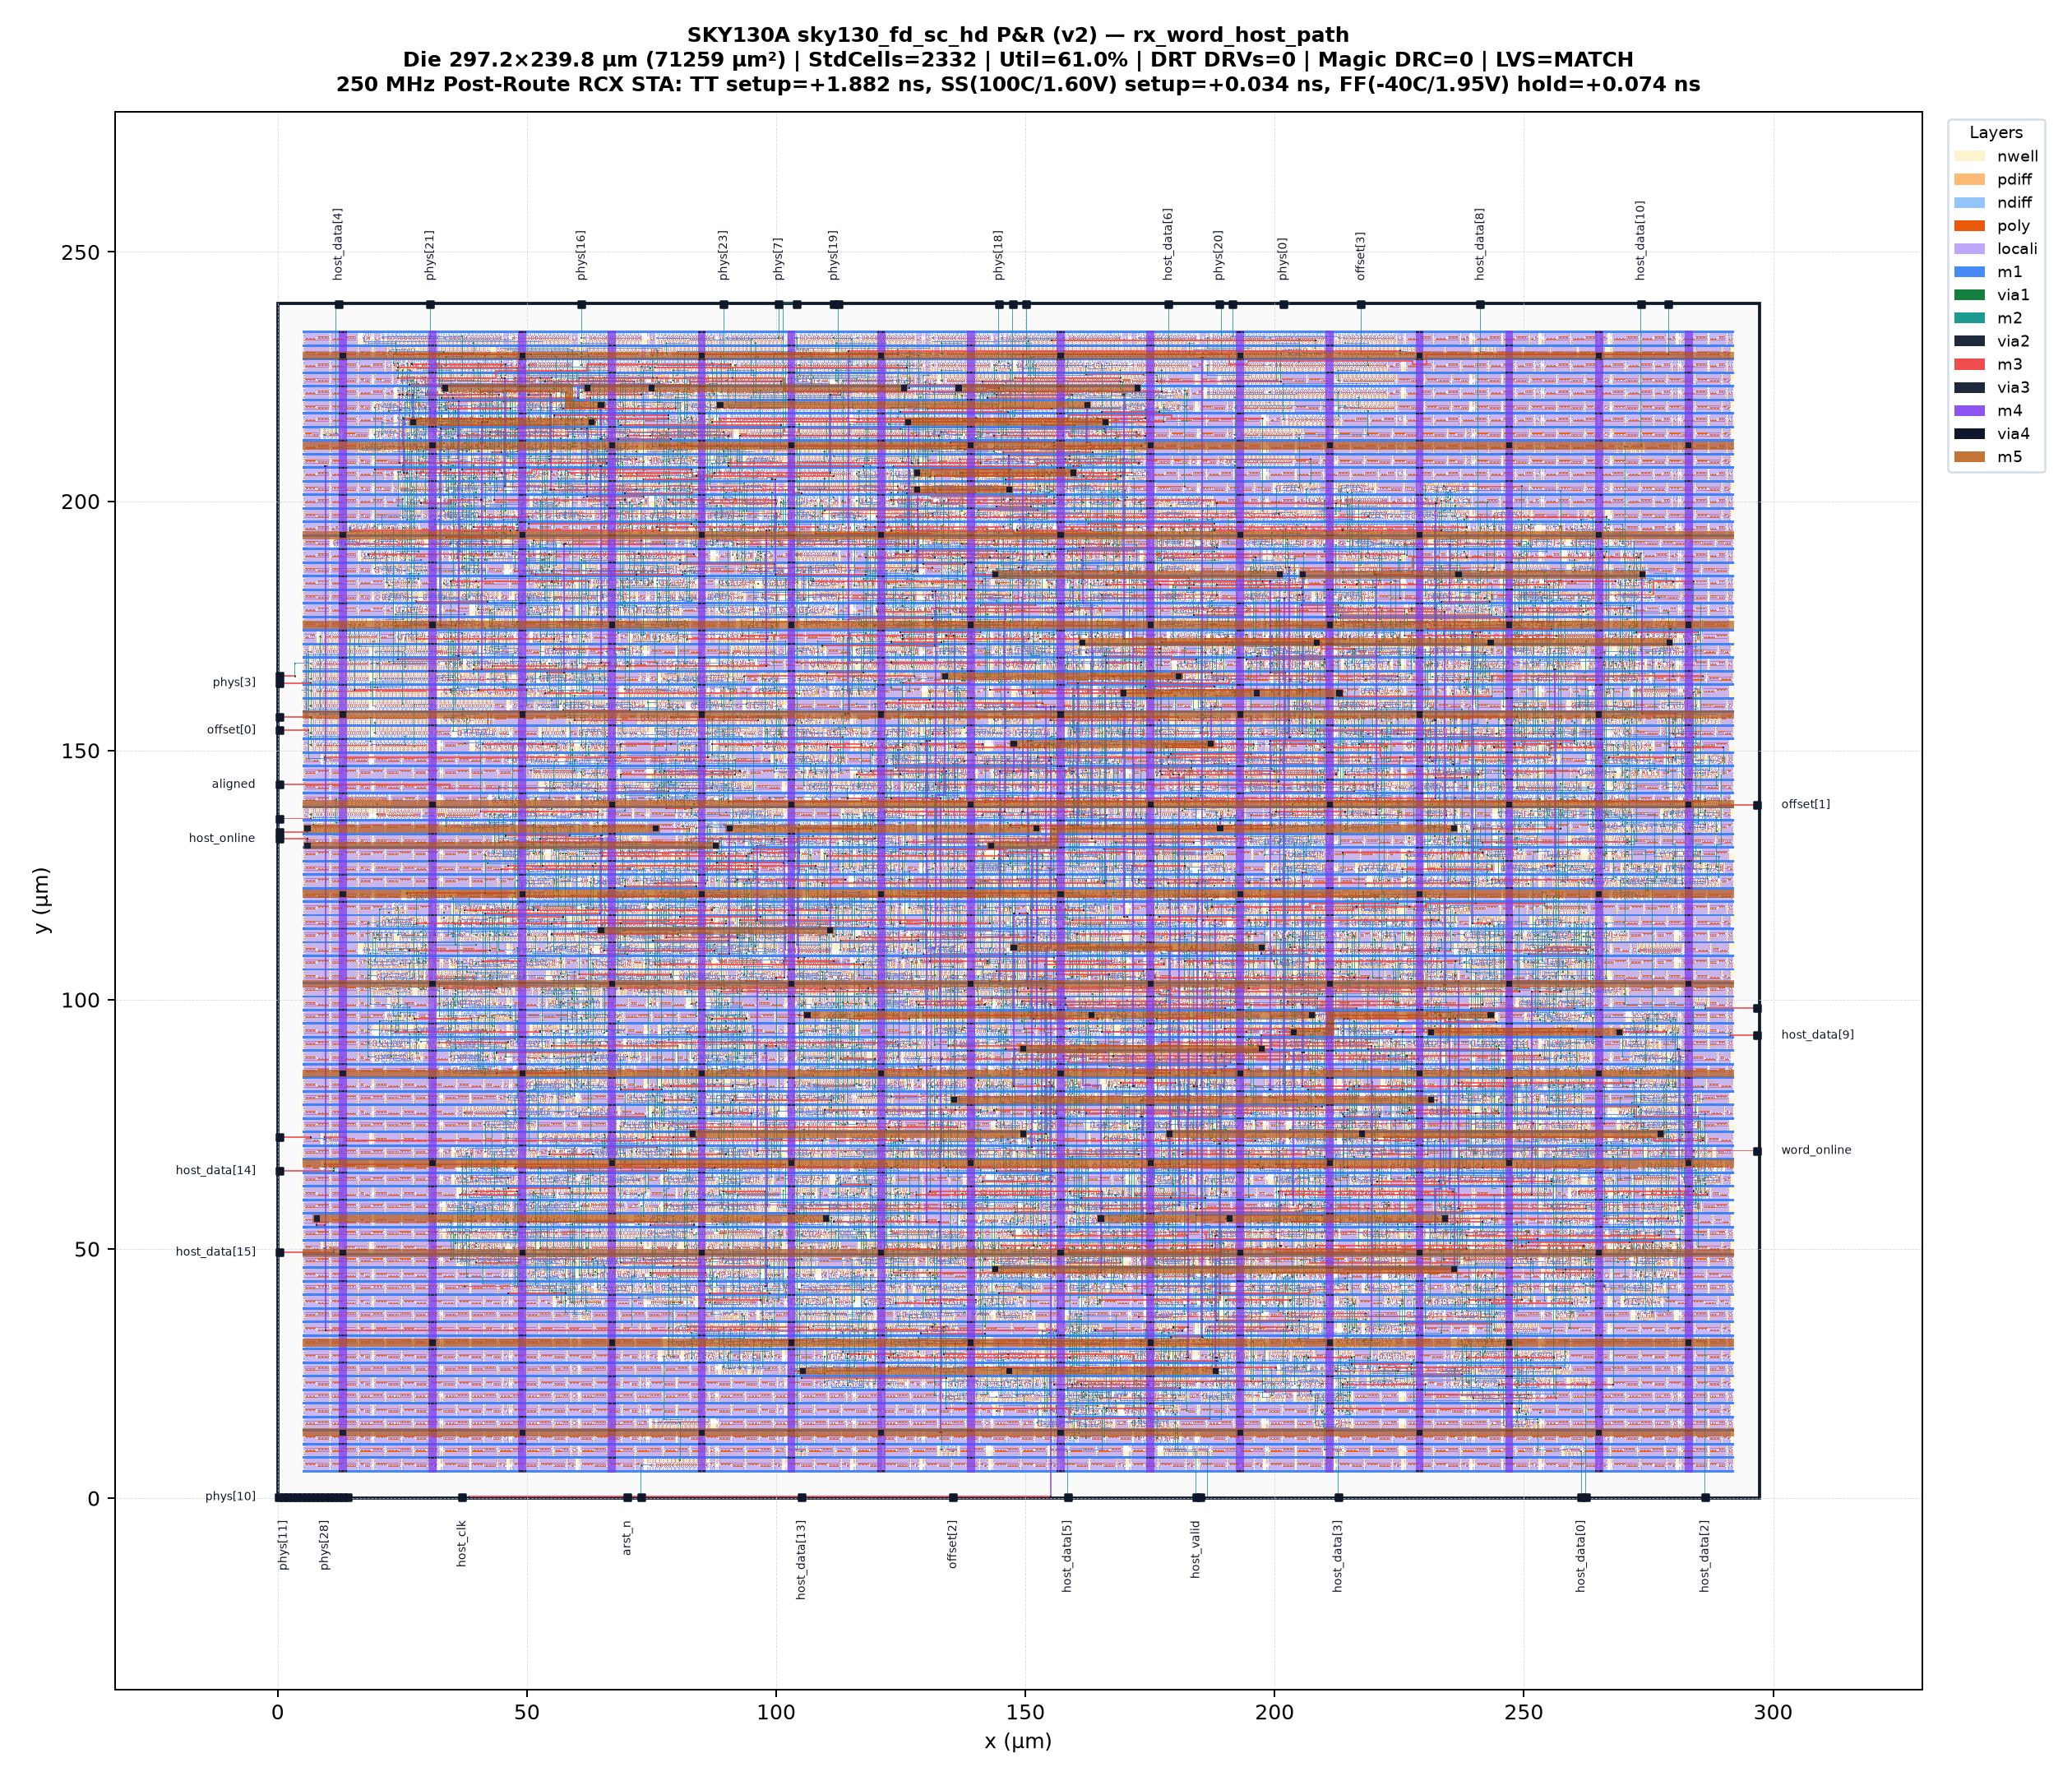 SKY130A sky130_fd_sc_hd P&R (v2) — rx_word_host_path
Die 297.2×239.8 µm (71259 µm²) | StdCells=2332 | Util=61.0% | DRT DRVs=0 | Magic DRC=0 | LVS=MATCH
250 MHz Post-Route RCX STA: TT setup=+1.882 ns, SS(100C/1.60V) setup=+0.034 ns, FF(-40C/1.95V) hold=+0.074 ns
Layers
nwell
pdiff
ndiff
poly
locali
m1
via1
m2
via2
m3
via3
m4
via4
m5
host_data[4]
phys[21]
phys[16]
phys[23]
phys[7]
phys[19]
phys[18]
host_data[6]
phys[20]
phys[0]
offset[3]
host_data[8]
host_data[10]
250
200
150
100
50
0
y (µm)
phys[3]
offset[0]
aligned
host_online
host_data[14]
host_data[15]
phys[10]
offset[1]
host_data[9]
word_online
phys[11]
phys[28]
host_clk
arst_n
host_data[13]
offset[2]
host_data[5]
host_valid
host_data[3]
host_data[0]
host_data[2]
0
50
100
150
200
250
300
x (µm)